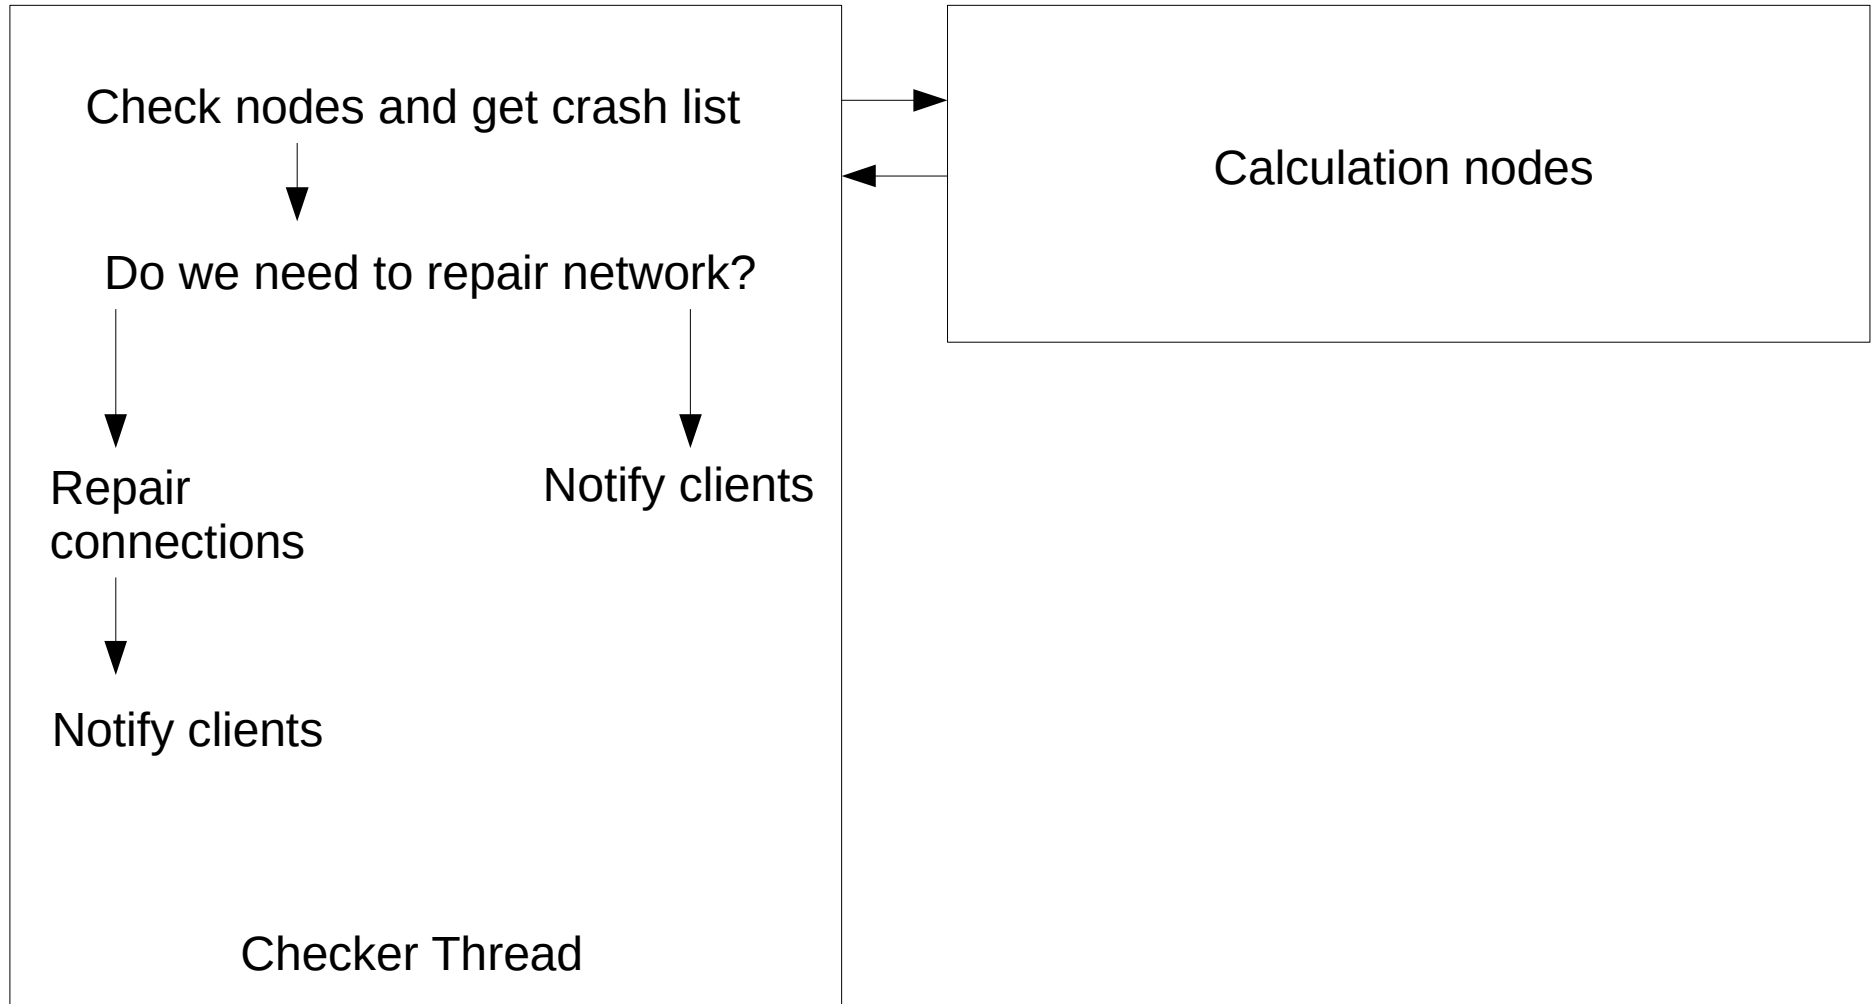 Check nodes and get crash list
Calculation nodes
Do we need to repair network?
Repair
connections
Notify clients
Notify clients
Checker Thread